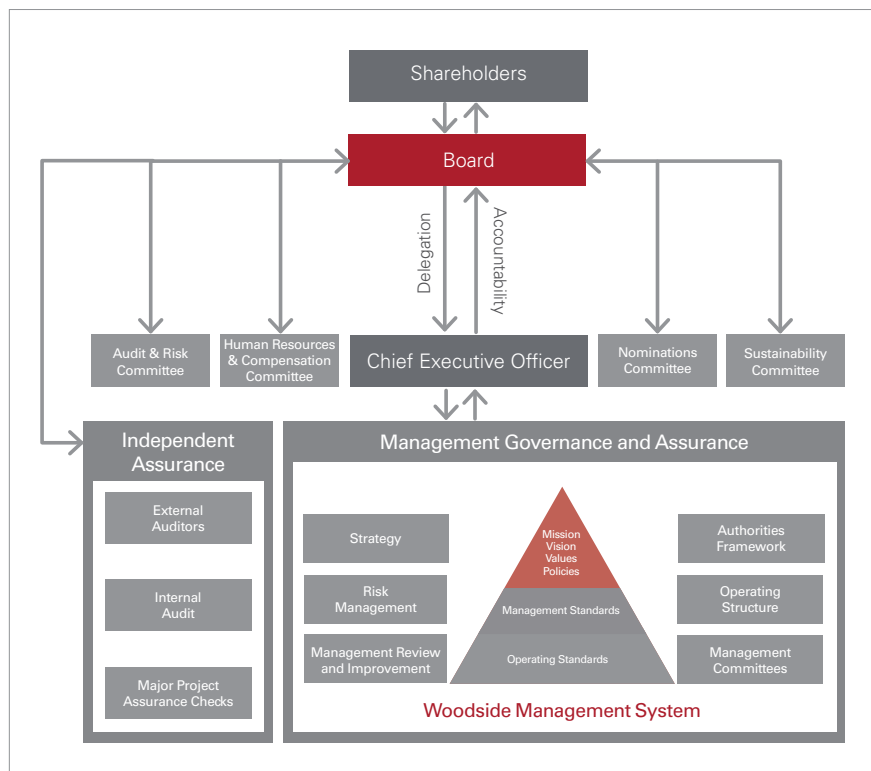 Shareholders
Board
Delegation
Accountability
Audit & Risk
Committee
Human Resources
& Compensation
Committee
Chief Executive Officer
Nominations
Committee
Sustainability
Committee
Independent
Assurance
External
Auditors
Internal
Audit
Major Project
Assurance Checks
Management Governance and Assurance
Strategy
Risk
Management
Management Review
and Improvement
Mission
Vision
Values
Policies
Management Standards
Operating Standards
Authorities
Framework
Operating
Structure
Management
Committees
Woodside Management System